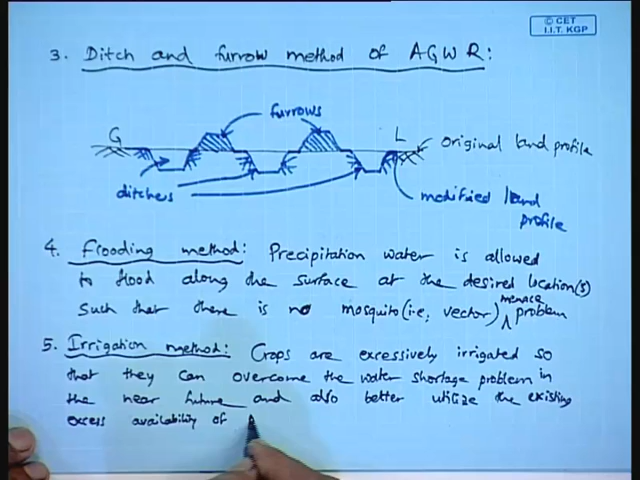 © CET
I.I.T. KGP
3. Ditch and furrow method of AGWR:
furrows
G
L
original land profile
ditches
modified land
profile
4. Flooding method: Precipitation water is allowed
to flood along the surface at the desired location(s)
such that there is no mosquito (i.e, vector) menace problem
5. Irrigation method: Crops are excessively irrigated so
that they can overcome the water shortage problem in
the near future and also better utilize the existing
excess availability of